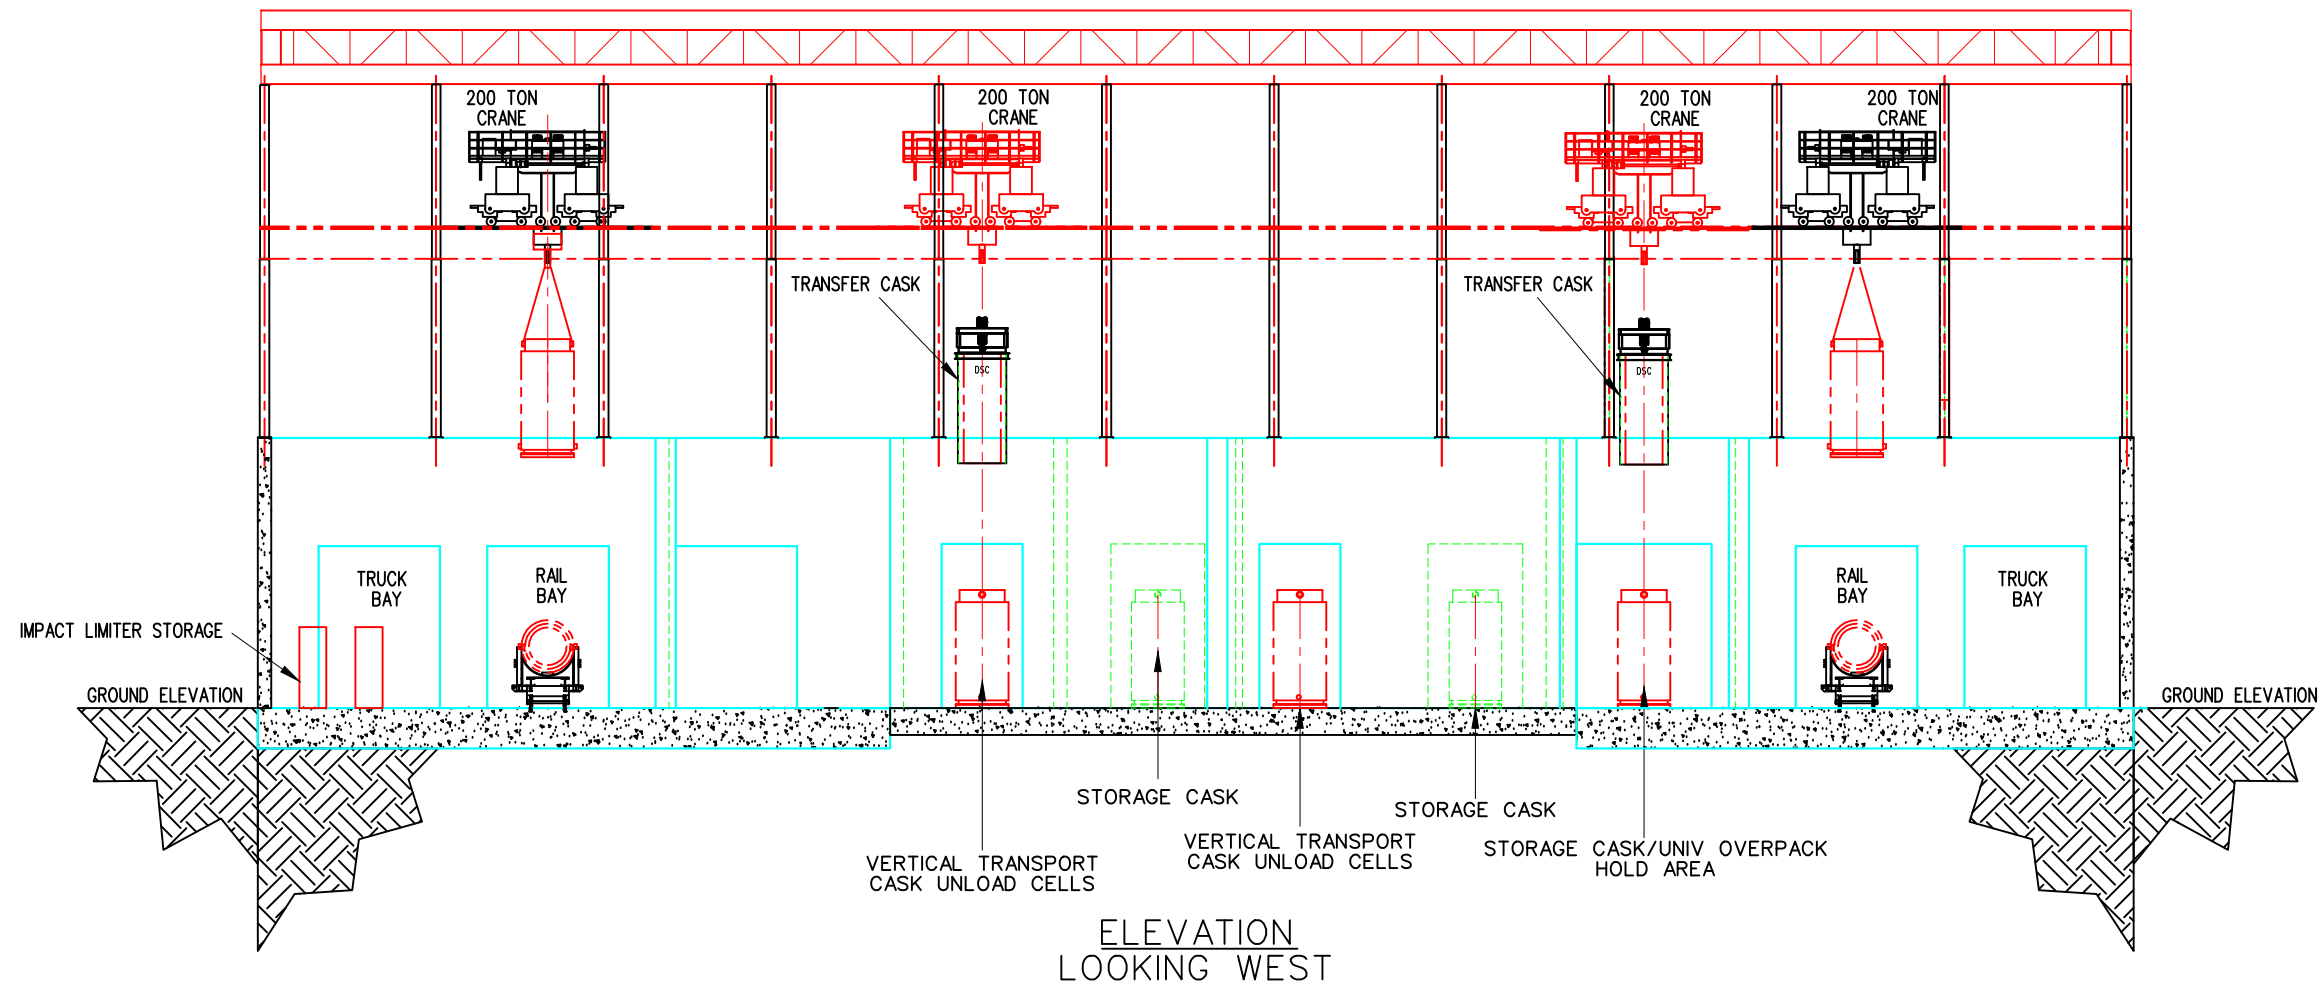 200 TON
CRANE
200 TON
CRANE
200 TON
CRANE
200 TON
CRANE
TRANSFER CASK
TRANSFER CASK
DSC
DSC
TRUCK
BAY
RAIL
BAY
RAIL
BAY
TRUCK
BAY
IMPACT LIMITER STORAGE
GROUND ELEVATION
GROUND ELEVATION
STORAGE CASK
STORAGE CASK
VERTICAL TRANSPORT
CASK UNLOAD CELLS
VERTICAL TRANSPORT
CASK UNLOAD CELLS
STORAGE CASK/UNIV OVERPACK
HOLD AREA
ELEVATION
LOOKING WEST